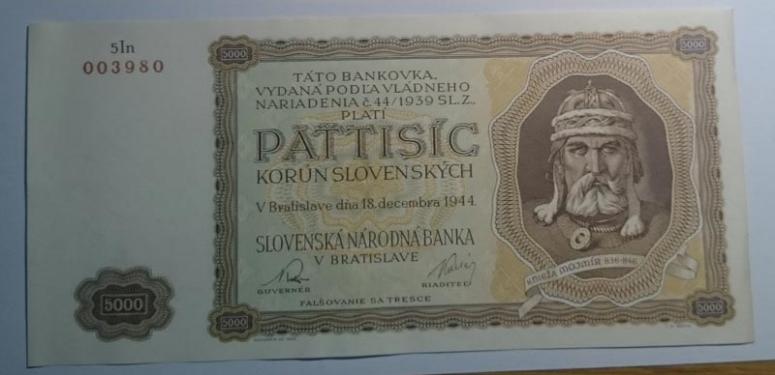 5In
003980
5000
5000
TÁTO BANKOVKA,
VYDANÁ PODĽA VLÁDNEHO
NARIADENIA č. 44/1939 SL. Z.,
PLATÍ
PÄŤTISÍC
KORÚN SLOVENSKÝCH
V Bratislave dňa 18. decembra 1944
SLOVENSKÁ NÁRODNÁ BANKA
V BRATISLAVE
GUVERNÉR
RIADITEĽ
FALŠOVANIE SA TRESCE
KNIEŽA MOJMÍR 836-846
5000
5000
5000